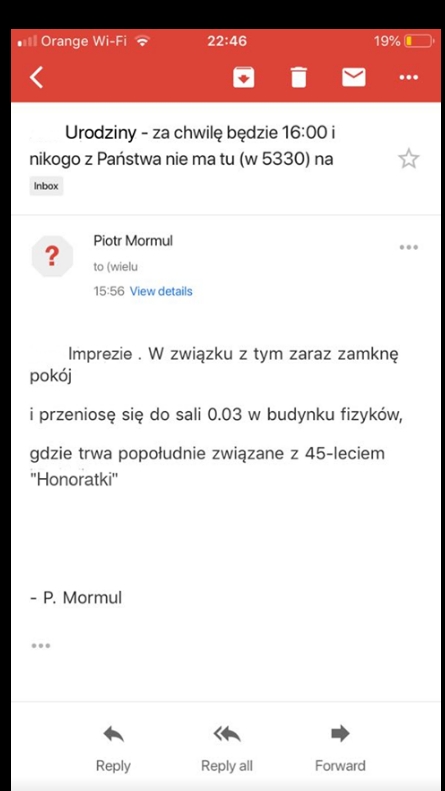 Orange Wi-Fi 22:46 19%
Urodziny - za chwilę będzie 16:00 i
nikogo z Państwa nie ma tu (w 5330) na
Inbox
Piotr Mormul
to (wielu
15:56 View details
Imprezie . W związku z tym zaraz zamknę
pokój
i przeniosę się do sali 0.03 w budynku fizyków,
gdzie trwa popołudnie związane z 45-leciem
"Honoratki"
- P. Mormul
Reply Reply all Forward